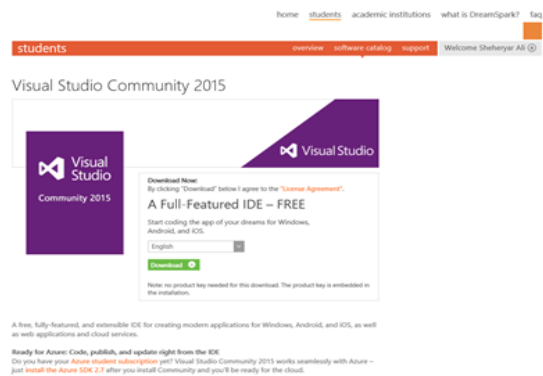 home students academic institutions what is DreamSpark? faq
students overview software catalog support Welcome Sheheryar Ali
Visual Studio Community 2015
Visual Studio
Visual
Studio
Community 2015
Download Now:
By clicking "Download" below I agree to the "License Agreement".
A Full-Featured IDE – FREE
Start coding the app of your dreams for Windows,
Android, and iOS.
English
Download
Note: no product key needed for this download. The product key is embedded in
the installation.
A free, fully-featured, and extensible IDE for creating modern applications for Windows, Android, and iOS, as well
as web applications and cloud services.
Ready for Azure: Code, publish, and update right from the IDE
Do you have your Azure student subscription yet? Visual Studio Community 2015 works seamlessly with Azure –
just install the Azure SDK 2.7 after you install Community and you'll be ready for the cloud.